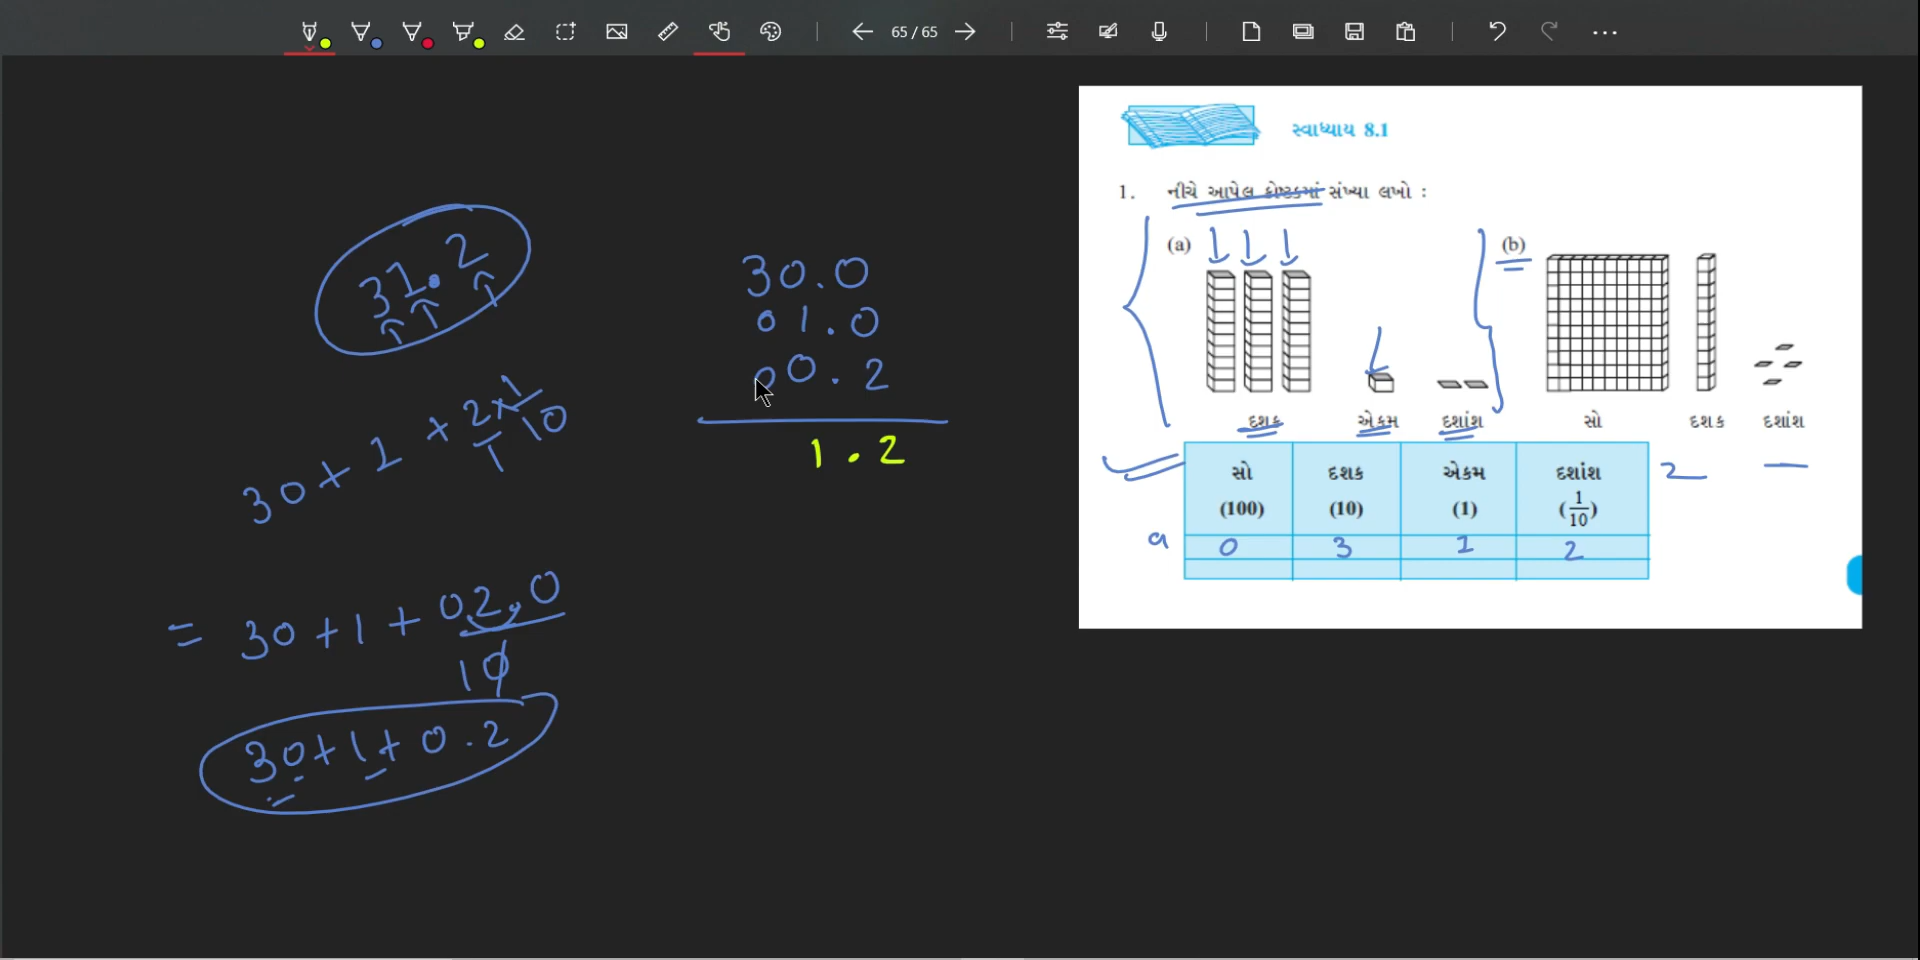 65 / 65
31.2
30 + 1 + 2 × 1
1 10
= 30 + 1 + 02.0
10
30 + 1 + 0.2
30.0
01.0
00.2
1.2
સ્વાધ્યાય 8.1
1. નીચે આપેલ કોષ્ટકમાં સંખ્યા લખો :
(a) (b)
દશક એકમ દશાંશ સો દશક દશાંશ
સો દશક એકમ દશાંશ
(100) (10) (1) (1/10)
a 0 3 1 2